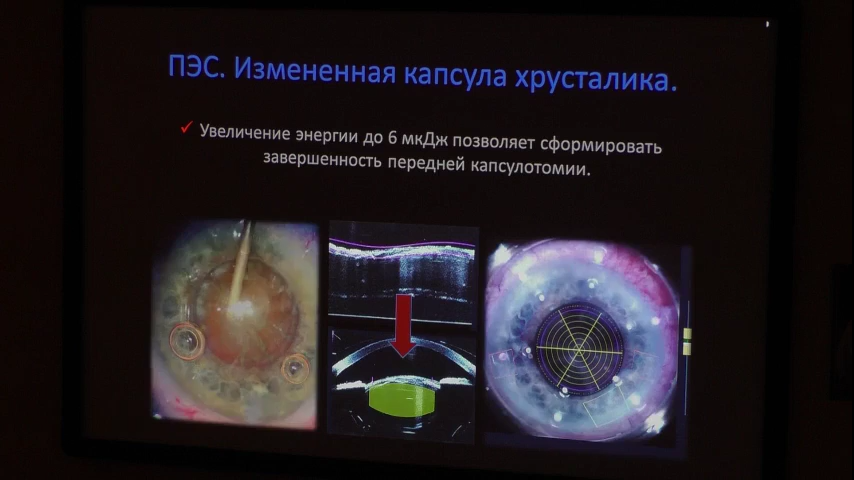 ПЭС. Измененная капсула хрусталика.
Увеличение энергии до 6 мкДж позволяет сформировать
завершенность передней капсулотомии.